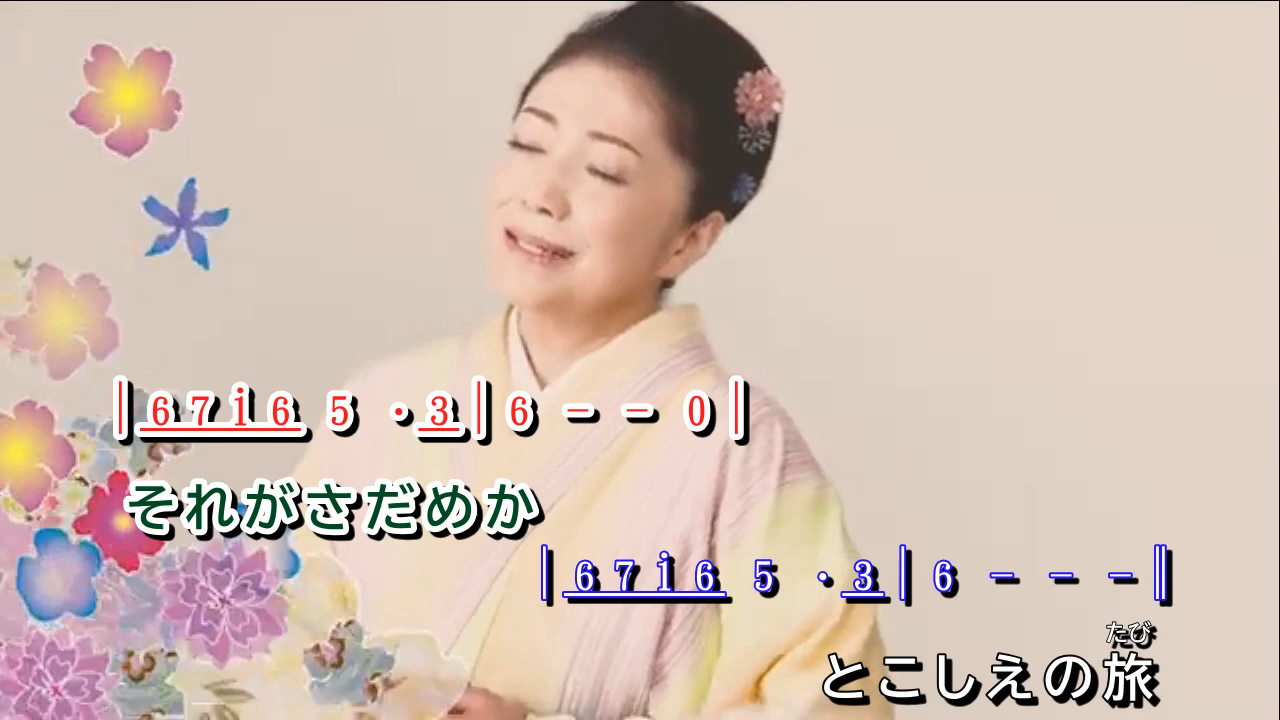 |6 7 i 6 5 ·3|6 − − 0|
それがさだめか
|6 7 i 6 5 ·3|6 − − −‖
たび
とこしえの旅